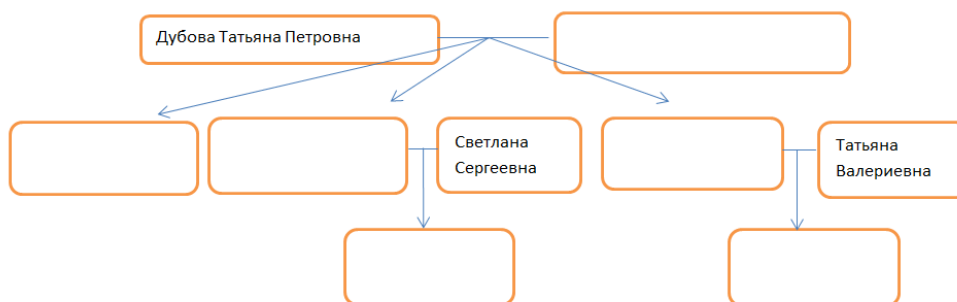 Дубова Татьяна Петровна
Светлана
Сергеевна
Татьяна
Валериевна